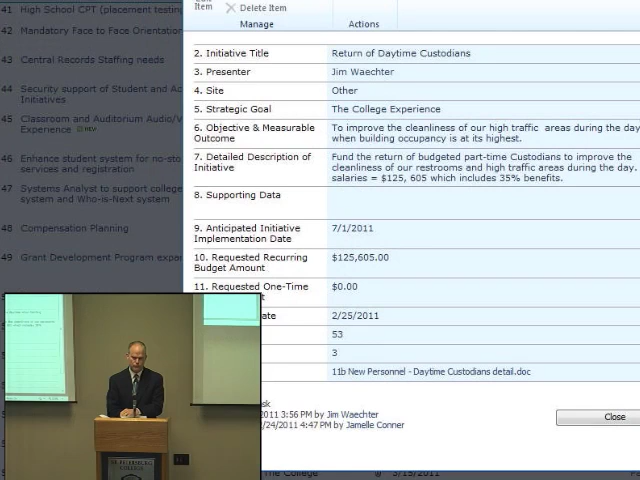 Item
Delete Item
Manage
Actions
41 High School CPT (placement testing
42 Mandatory Face to Face Orientation
43 Central Records Staffing needs
44 Security support of Student and Ac
Initiatives
45 Classroom and Auditorium Audio/V
Experience
46 Enhance student system for no-sto
services and registration
47 Systems Analyst to support college
system and Who-is-Next system
48 Compensation Planning
49 Grant Development Program expan
2. Initiative Title Return of Daytime Custodians
3. Presenter Jim Waechter
4. Site Other
5. Strategic Goal The College Experience
6. Objective & Measurable Outcome To improve the cleanliness of our high traffic areas during the day
when building occupancy is at its highest.
7. Detailed Description of Initiative Fund the return of budgeted part-time Custodians to improve the
cleanliness of our restrooms and high traffic areas during the day.
salaries = $125, 605 which includes 35% benefits.
8. Supporting Data
9. Anticipated Initiative Implementation Date 7/1/2011
10. Requested Recurring Budget Amount $125,605.00
11. Requested One-Time $0.00
ate 2/25/2011
53
3
11b New Personnel - Daytime Custodians detail.doc
2011 3:56 PM by Jim Waechter
/24/2011 4:47 PM by Jamelle Conner
Close
ST. PETERSBURG
COLLEGE
The College
3/15/2011